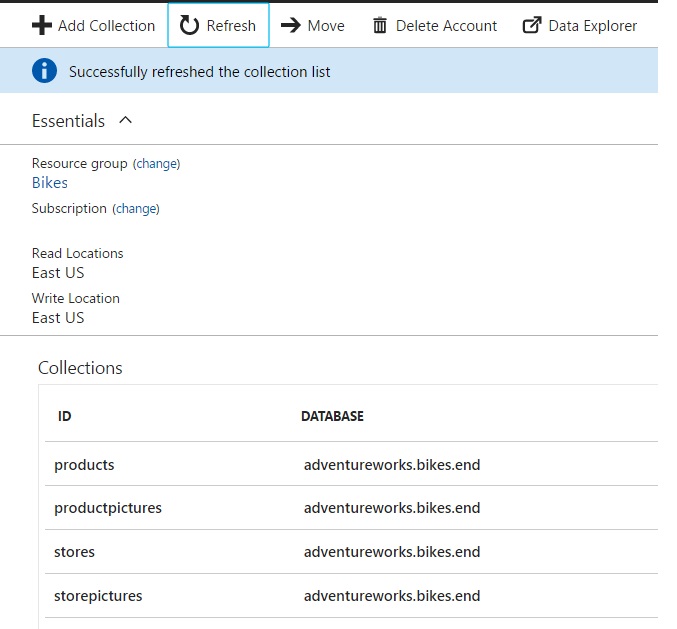 Add Collection Refresh Move Delete Account Data Explorer
Successfully refreshed the collection list
Essentials
Resource group (change)
Bikes
Subscription (change)
Read Locations
East US
Write Location
East US
Collections
ID DATABASE
products adventureworks.bikes.end
productpictures adventureworks.bikes.end
stores adventureworks.bikes.end
storepictures adventureworks.bikes.end